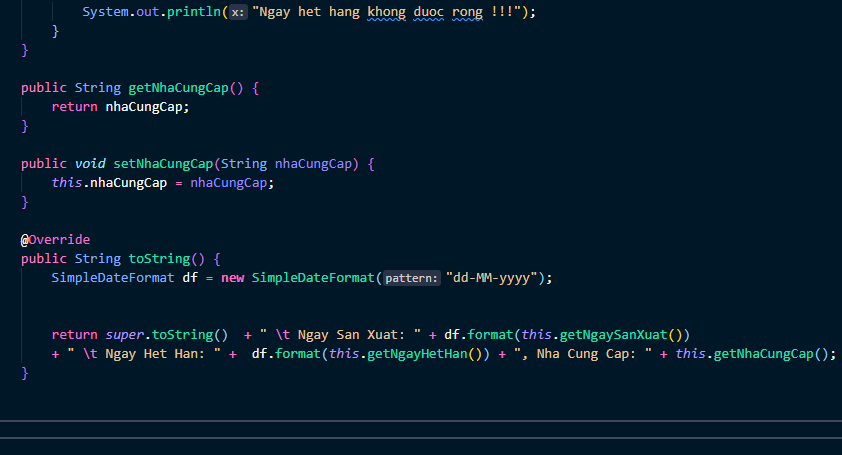 System.out.println(x: "Ngay het hang khong duoc rong !!!");
}
}
public String getNhaCungCap() {
return nhaCungCap;
}
public void setNhaCungCap(String nhaCungCap) {
this.nhaCungCap = nhaCungCap;
}
@Override
public String toString() {
SimpleDateFormat df = new SimpleDateFormat(pattern: "dd-MM-yyyy");
return super.toString()  + " \t Ngay San Xuat: " + df.format(this.getNgaySanXuat())
+ " \t Ngay Het Han: " +  df.format(this.getNgayHetHan()) + ", Nha Cung Cap: " + this.getNhaCungCap();
}